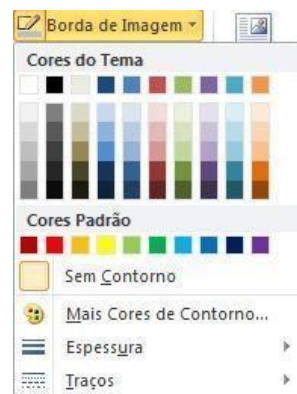 Borda de Imagem
Cores do Tema
Cores Padrão
Sem Contorno
Mais Cores de Contorno...
Espessura
Traços